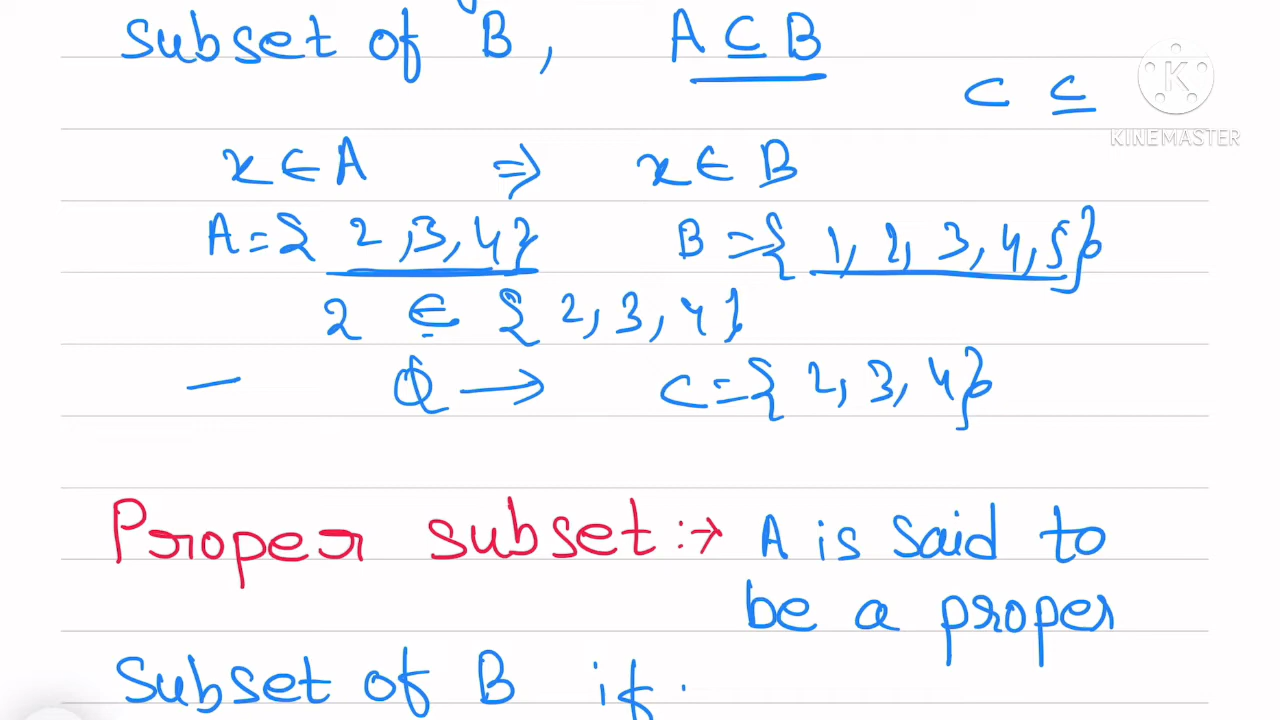 subset of B, A ⊆ B
⊂ ⊆
K
KINEMASTER
x ∈ A ⇒ x ∈ B
A = { 2, 3, 4} B = { 1, 2, 3, 4, 5}
2 ∈ { 2, 3, 4}
— Q → C = { 2, 3, 4}
Proper subset :→ A is said to
be a proper
Subset of B if